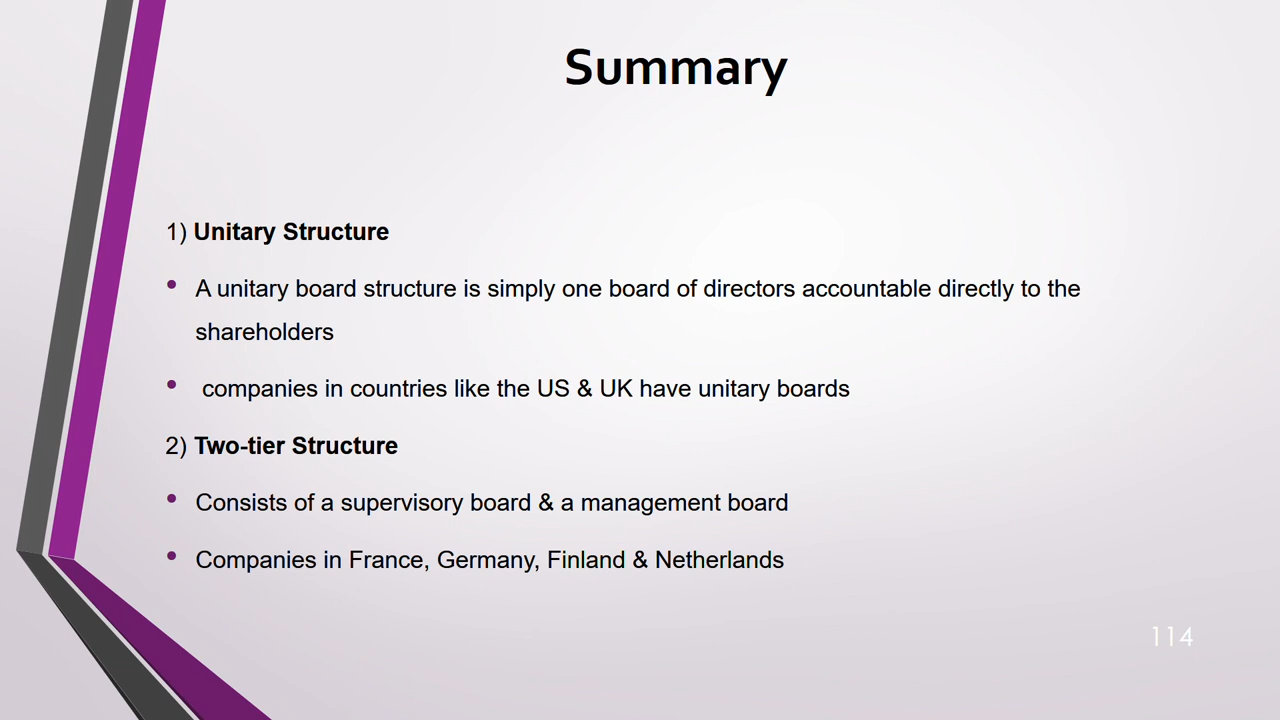 Summary
1) Unitary Structure
• A unitary board structure is simply one board of directors accountable directly to the
shareholders
• companies in countries like the US & UK have unitary boards
2) Two-tier Structure
• Consists of a supervisory board & a management board
• Companies in France, Germany, Finland & Netherlands
114